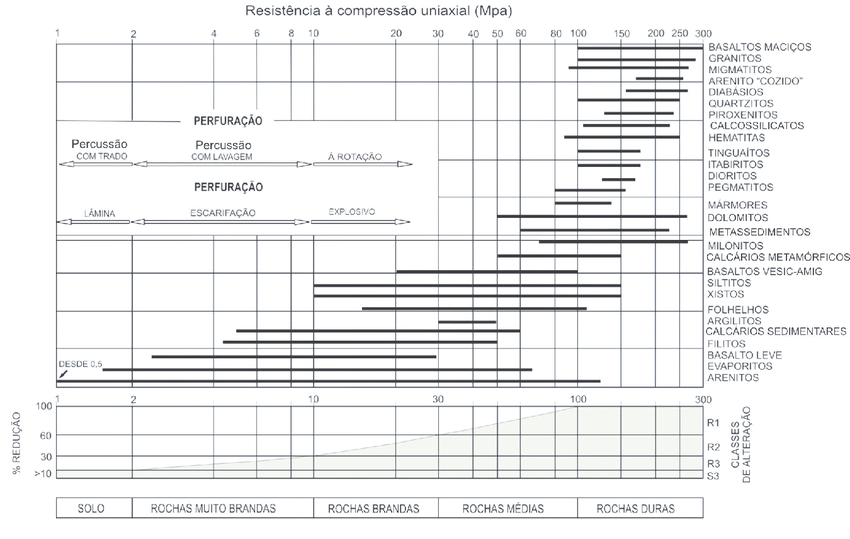 Resistência à compressão uniaxial (Mpa)
1 2 4 6 8 10 20 30 40 50 60 80 100 150 200 250 300
BASALTOS MACIÇOS
GRANITOS
MIGMATITOS
ARENITO "COZIDO"
DIABÁSIOS
QUARTZITOS
PIROXENITOS
PERFURAÇÃO
CALCOSSILICATOS
HEMATITAS
Percussão Percussão
COM TRADO COM LAVAGEM À ROTAÇÃO
TINGUAÍTOS
ITABIRITOS
DIORITOS
PERFURAÇÃO
PEGMATITOS
MÁRMORES
LÂMINA ESCARIFAÇÃO EXPLOSIVO
DOLOMITOS
METASSEDIMENTOS
MILONITOS
CALCÁRIOS METAMÓRFICOS
BASALTOS VESIC-AMIG
SILTITOS
XISTOS
FOLHELHOS
ARGILITOS
CALCÁRIOS SEDIMENTARES
FILITOS
BASALTO LEVE
DESDE 0,5
EVAPORITOS
ARENITOS
1 2 10 30 100 300
% REDUÇÃO
100
60
30
>10
R1
R2
R3
S3
CLASSES
DE ALTERAÇÃO
SOLO ROCHAS MUITO BRANDAS ROCHAS BRANDAS ROCHAS MÉDIAS ROCHAS DURAS